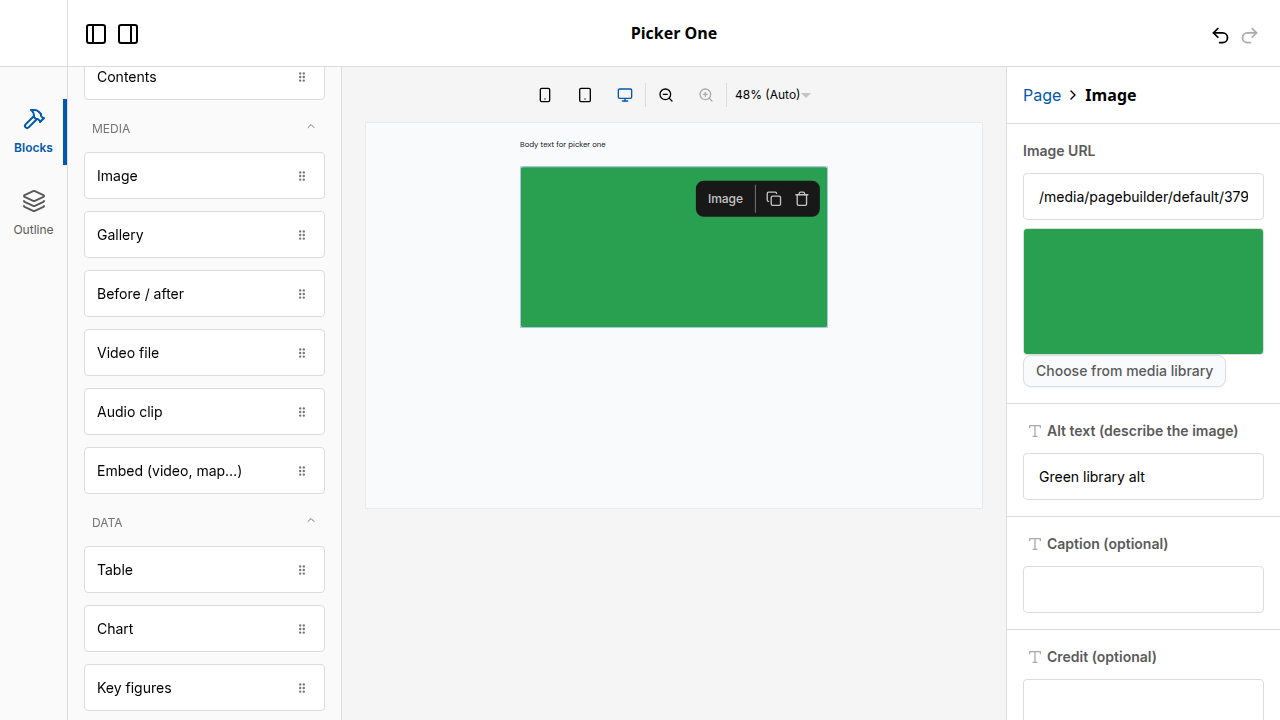 Picker One
Blocks
Outline
Contents
MEDIA
Image
Gallery
Before / after
Video file
Audio clip
Embed (video, map...)
DATA
Table
Chart
Key figures
48% (Auto)
Body text for picker one
Image
Page > Image
Image URL
/media/pagebuilder/default/379
Choose from media library
Alt text (describe the image)
Green library alt
Caption (optional)
Credit (optional)